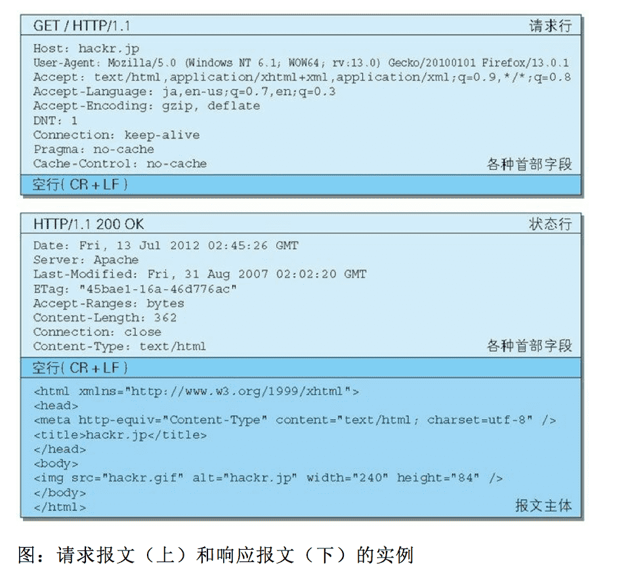 GET / HTTP/1.1 请求行
Host: hackr.jp
User-Agent: Mozilla/5.0 (Windows NT 6.1; WOW64; rv:13.0) Gecko/20100101 Firefox/13.0.1
Accept: text/html,application/xhtml+xml,application/xml;q=0.9,*/*;q=0.8
Accept-Language: ja,en-us;q=0.7,en;q=0.3
Accept-Encoding: gzip, deflate
DNT: 1
Connection: keep-alive
Pragma: no-cache
Cache-Control: no-cache 各种首部字段
空行( CR + LF )
HTTP/1.1 200 OK 状态行
Date: Fri, 13 Jul 2012 02:45:26 GMT
Server: Apache
Last-Modified: Fri, 31 Aug 2007 02:02:20 GMT
ETag: "45bae1-16a-46d776ac"
Accept-Ranges: bytes
Content-Length: 362
Connection: close
Content-Type: text/html 各种首部字段
空行( CR + LF )
<html xmlns="http://www.w3.org/1999/xhtml">
<head>
<meta http-equiv="Content-Type" content="text/html; charset=utf-8" />
<title>hackr.jp</title>
</head>
<body>
<img src="hackr.gif" alt="hackr.jp" width="240" height="84" />
</body>
</html> 报文主体
图：请求报文（上）和响应报文（下）的实例